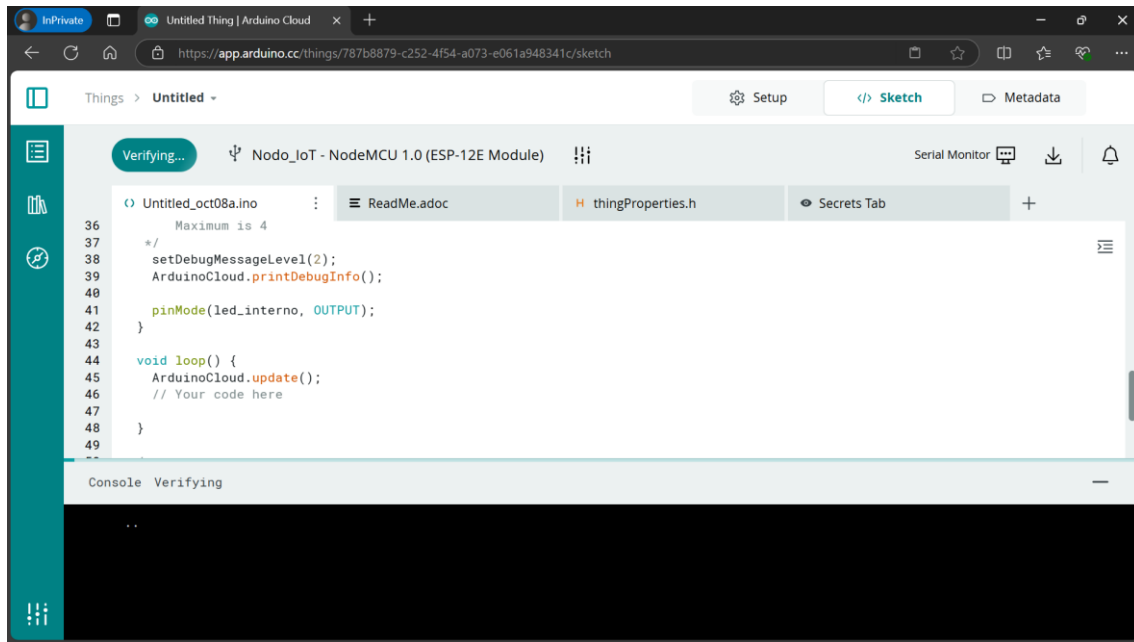 InPrivate
Untitled Thing | Arduino Cloud
https://app.arduino.cc/things/787b8879-c252-4f54-a073-e061a948341c/sketch
Things > Untitled
Setup
</> Sketch
Metadata
Verifying...
Nodo_IoT - NodeMCU 1.0 (ESP-12E Module)
Serial Monitor
<> Untitled_oct08a.ino
ReadMe.adoc
H thingProperties.h
Secrets Tab
36 Maximum is 4
37 */
38 setDebugMessageLevel(2);
39 ArduinoCloud.printDebugInfo();
40
41 pinMode(led_interno, OUTPUT);
42 }
43
44 void loop() {
45 ArduinoCloud.update();
46 // Your code here
47
48 }
49
Console Verifying
..